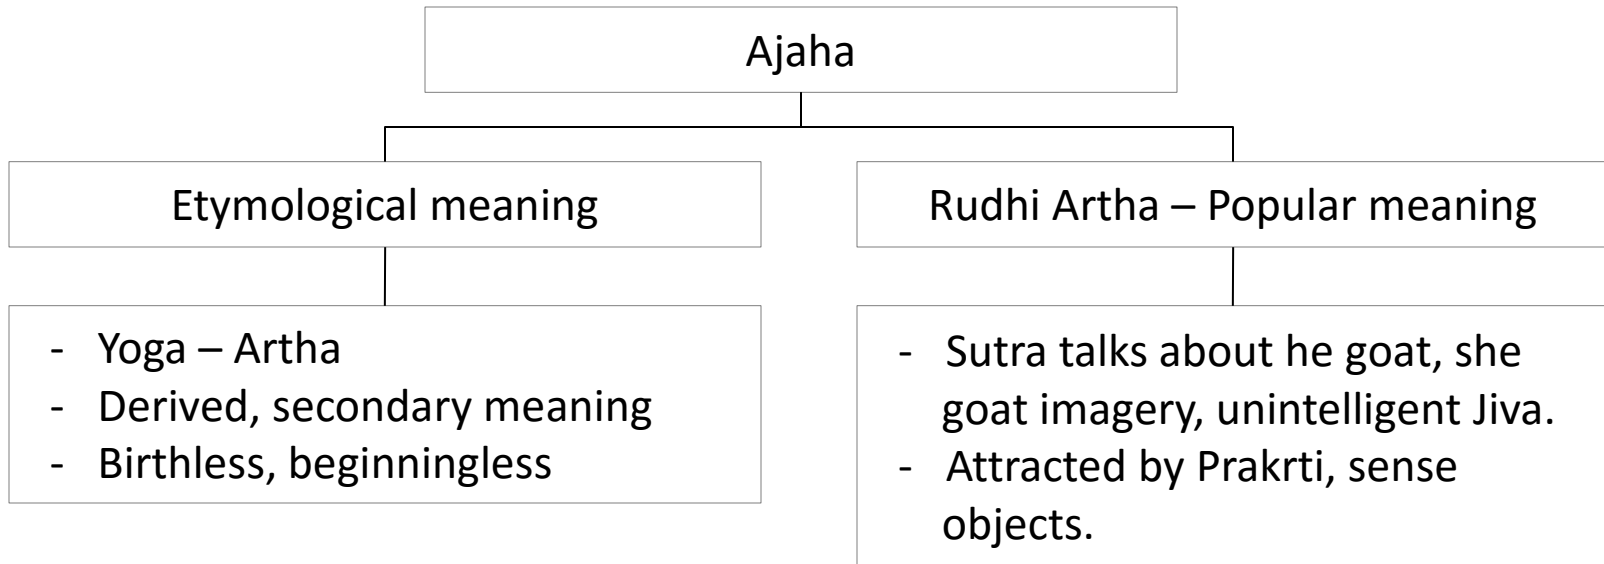 Ajaha
Etymological meaning
Rudhi Artha – Popular meaning
- Yoga – Artha
- Derived, secondary meaning
- Birthless, beginningless
- Sutra talks about he goat, she
goat imagery, unintelligent Jiva.
- Attracted by Prakrti, sense
objects.